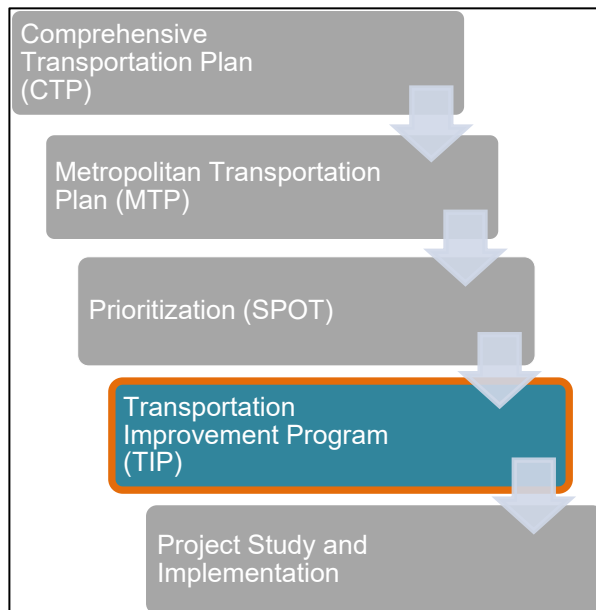 Comprehensive
Transportation Plan
(CTP)
Metropolitan Transportation
Plan (MTP)
Prioritization (SPOT)
Transportation
Improvement Program
(TIP)
Project Study and
Implementation